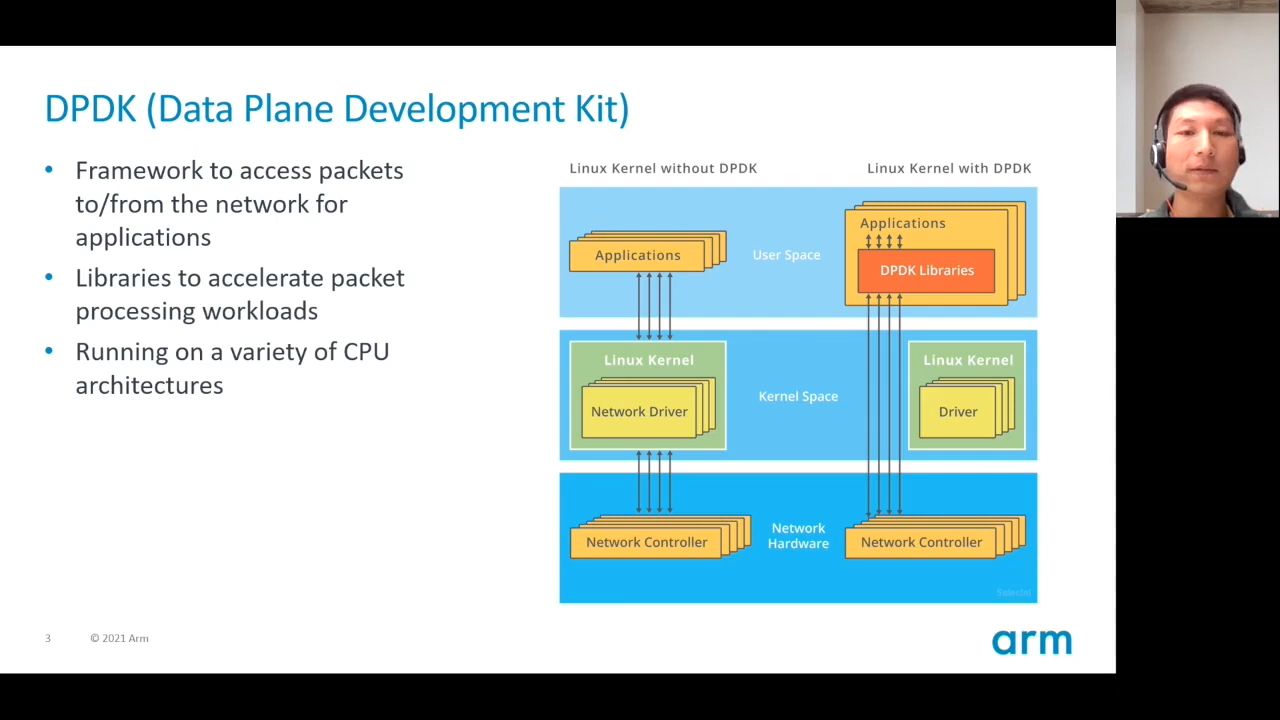 DPDK (Data Plane Development Kit)
• Framework to access packets
to/from the network for
applications
• Libraries to accelerate packet
processing workloads
• Running on a variety of CPU
architectures
Linux Kernel without DPDK
Linux Kernel with DPDK
Applications
User Space
Applications
DPDK Libraries
Linux Kernel
Network Driver
Kernel Space
Linux Kernel
Driver
Network Controller
Network
Hardware
Network Controller
3
© 2021 Arm
arm